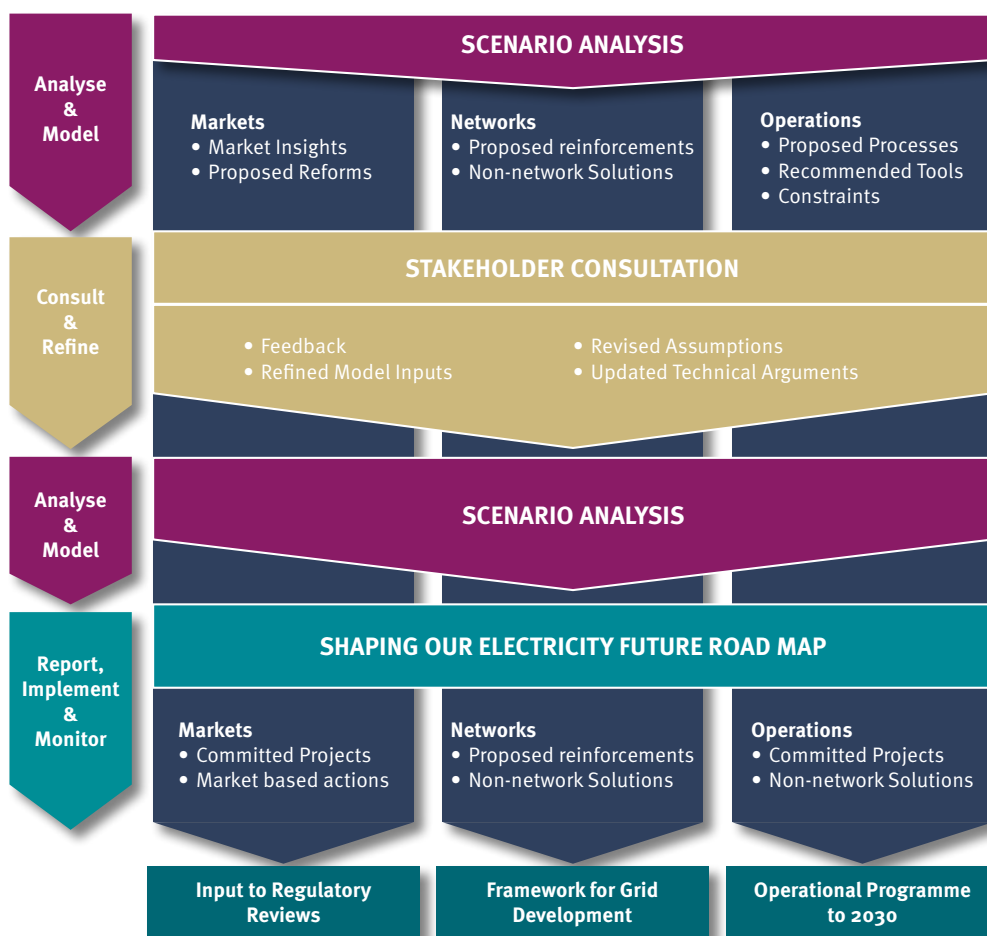 Analyse
&
Model
SCENARIO ANALYSIS
Markets
• Market Insights
• Proposed Reforms
Networks
• Proposed reinforcements
• Non-network Solutions
Operations
• Proposed Processes
• Recommended Tools
• Constraints
Consult
&
Refine
STAKEHOLDER CONSULTATION
• Feedback
• Refined Model Inputs
• Revised Assumptions
• Updated Technical Arguments
Analyse
&
Model
SCENARIO ANALYSIS
Report,
Implement
&
Monitor
SHAPING OUR ELECTRICITY FUTURE ROAD MAP
Markets
• Committed Projects
• Market based actions
Networks
• Proposed reinforcements
• Non-network Solutions
Operations
• Committed Projects
• Non-network Solutions
Input to Regulatory
Reviews
Framework for Grid
Development
Operational Programme
to 2030